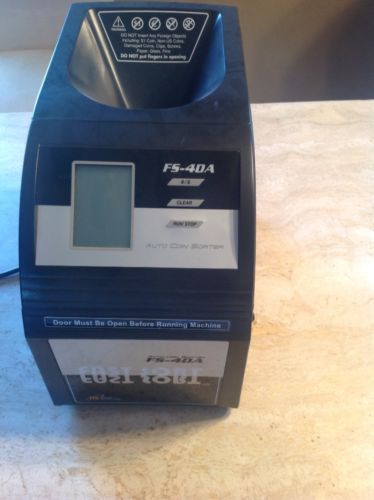 DO NOT Insert Any Foreign Objects
Including: $1 Coin, Non-US Coins,
Damaged Coins, Clips, Screws,
Paper, Glass, Pins
DO NOT put fingers in opening
FS-4DA
CLEAR
RUN STOP
AUTO COIN SORTER
Door Must Be Open Before Running Machine
FS-4DA
FAST SORT